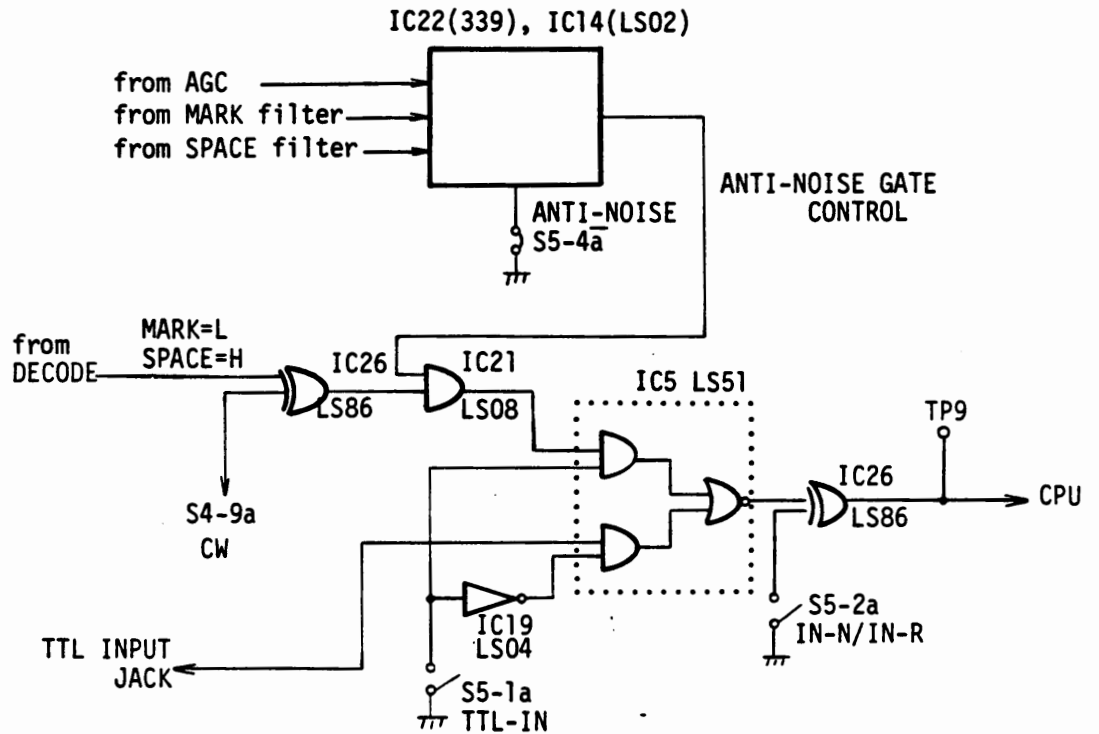 IC22(339), IC14(LS02)
from AGC
from MARK filter
from SPACE filter
ANTI-NOISE
S5-4a
ANTI-NOISE GATE
CONTROL
from
DECODE
MARK=L
SPACE=H
IC26
LS86
IC21
LS08
IC5 LS51
TP9
S4-9a
CW
IC26
LS86
CPU
IC19
LS04
S5-2a
IN-N/IN-R
TTL INPUT
JACK
S5-1a
TTL-IN